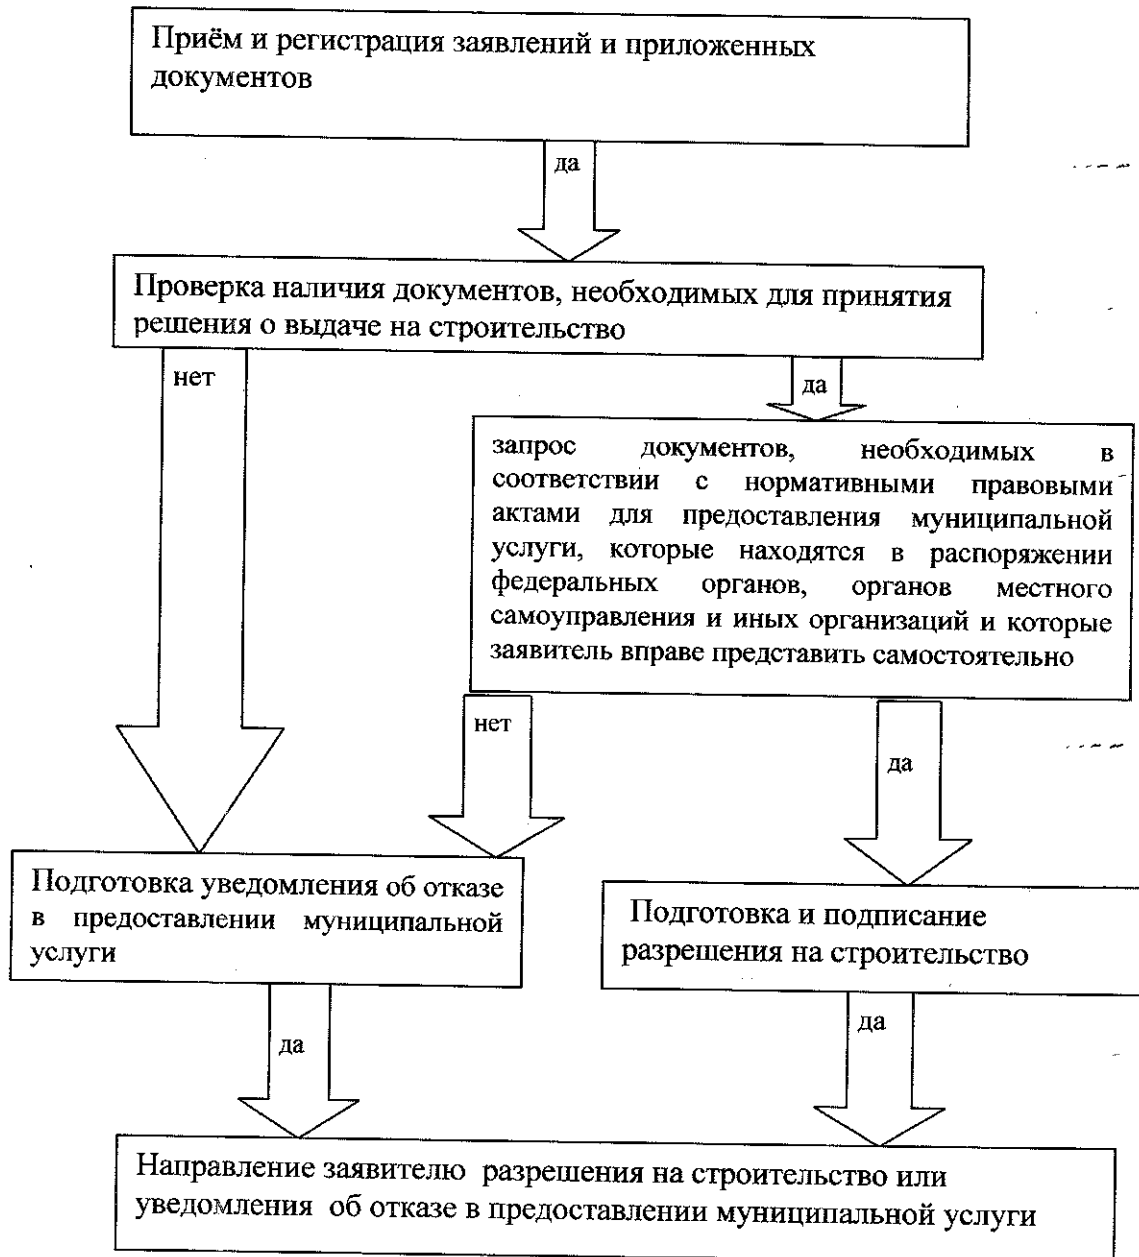 Приём и регистрация заявлений и приложенных
документов
да
Проверка наличия документов, необходимых для принятия
решения о выдаче на строительство
нет
да
запрос документов, необходимых в
соответствии с нормативными правовыми
актами для предоставления муниципальной
услуги, которые находятся в распоряжении
федеральных органов, органов местного
самоуправления и иных организаций и которые
заявитель вправе представить самостоятельно
нет
да
Подготовка уведомления об отказе
в предоставлении муниципальной
услуги
Подготовка и подписание
разрешения на строительство
да
да
Направление заявителю разрешения на строительство или
уведомления об отказе в предоставлении муниципальной услуги